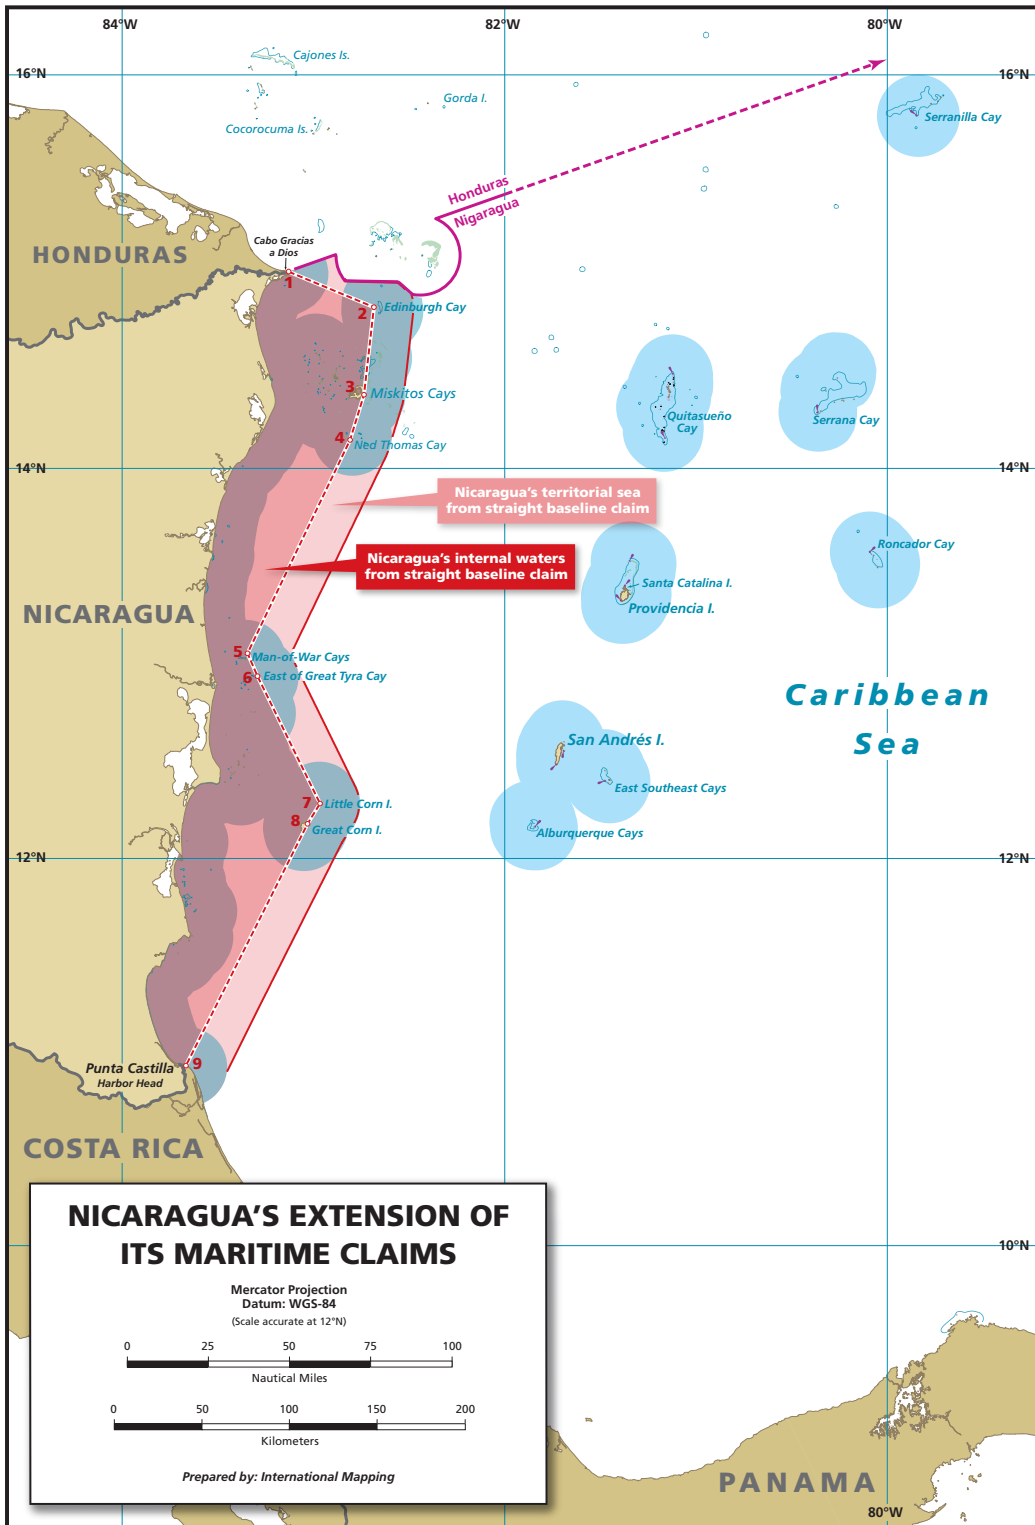 84°W
82°W
80°W
16°N
16°N
Cajones Is.
Gorda I.
Cocorocuma Is.
Serranilla Cay
Honduras
Nigaragua
HONDURAS
Cabo Gracias
a Dios
1
2
Edinburgh Cay
3
Miskitos Cays
4
Ned Thomas Cay
Quitasueño
Cay
Serrana Cay
14°N
14°N
Nicaragua's territorial sea
from straight baseline claim
Nicaragua's internal waters
from straight baseline claim
Roncador Cay
Santa Catalina I.
Providencia I.
NICARAGUA
5
Man-of-War Cays
6
East of Great Tyra Cay
Caribbean
Sea
San Andrés I.
East Southeast Cays
7
Little Corn I.
8
Great Corn I.
Alburquerque Cays
12°N
12°N
9
Punta Castilla
Harbor Head
COSTA RICA
10°N
NICARAGUA'S EXTENSION OF
ITS MARITIME CLAIMS
Mercator Projection
Datum: WGS-84
(Scale accurate at 12°N)
0 25 50 75 100
Nautical Miles
0 50 100 150 200
Kilometers
Prepared by: International Mapping
PANAMA
80°W